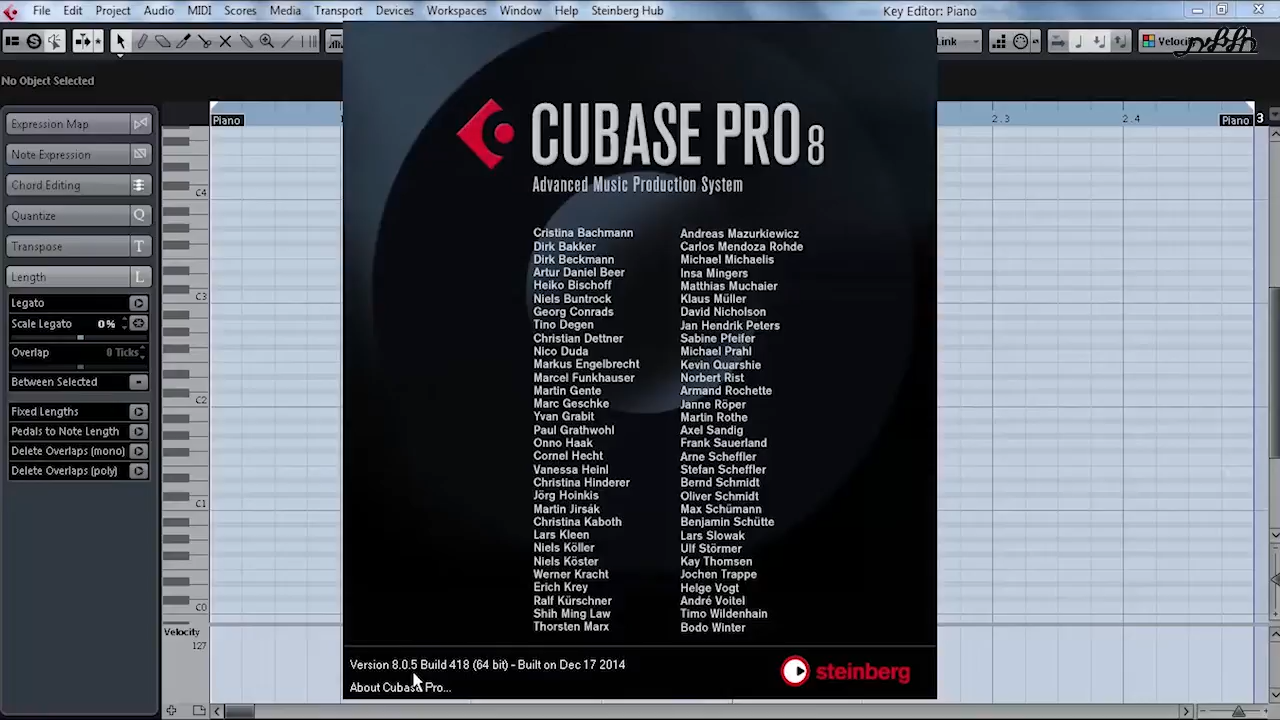 File Edit Project Audio MIDI Scores Media Transport Devices Workspaces Window Help Steinberg Hub Key Editor: Piano
Link Velocity
No Object Selected
Expression Map
Note Expression
Chord Editing
Quantize Q
Transpose T
Length L
Legato
Scale Legato 0 %
Overlap 0 Ticks
Between Selected
Fixed Lengths
Pedals to Note Length
Delete Overlaps (mono)
Delete Overlaps (poly)
Piano 2.3 2.4 Piano 3
C4
C3
C2
C1
C0
Velocity
127
CUBASE PRO 8
Advanced Music Production System
Cristina Bachmann
Dirk Bakker
Dirk Beckmann
Artur Daniel Beer
Heiko Bischoff
Niels Buntrock
Georg Conrads
Tino Degen
Christian Dettner
Nico Duda
Markus Engelbrecht
Marcel Funkhauser
Martin Gente
Marc Geschke
Yvan Grabit
Paul Grathwohl
Onno Haak
Cornel Hecht
Vanessa Heinl
Christina Hinderer
Jörg Hoinkis
Martin Jirsák
Christina Kaboth
Lars Kleen
Niels Köller
Niels Köster
Werner Kracht
Erich Krey
Ralf Kürschner
Shih Ming Law
Thorsten Marx
Andreas Mazurkiewicz
Carlos Mendoza Rohde
Michael Michaelis
Insa Mingers
Matthias Muchaier
Klaus Müller
David Nicholson
Jan Hendrik Peters
Sabine Pfeifer
Michael Prahl
Kevin Quarshie
Norbert Rist
Armand Rochette
Janne Röper
Martin Rothe
Axel Sandig
Frank Sauerland
Arne Scheffler
Stefan Scheffler
Bernd Schmidt
Oliver Schmidt
Max Schümann
Benjamin Schütte
Lars Slowak
Ulf Störmer
Kay Thomsen
Jochen Trappe
Helge Vogt
André Voitel
Timo Wildenhain
Bodo Winter
Version 8.0.5 Build 418 (64 bit) - Built on Dec 17 2014
About Cubase Pro...
steinberg